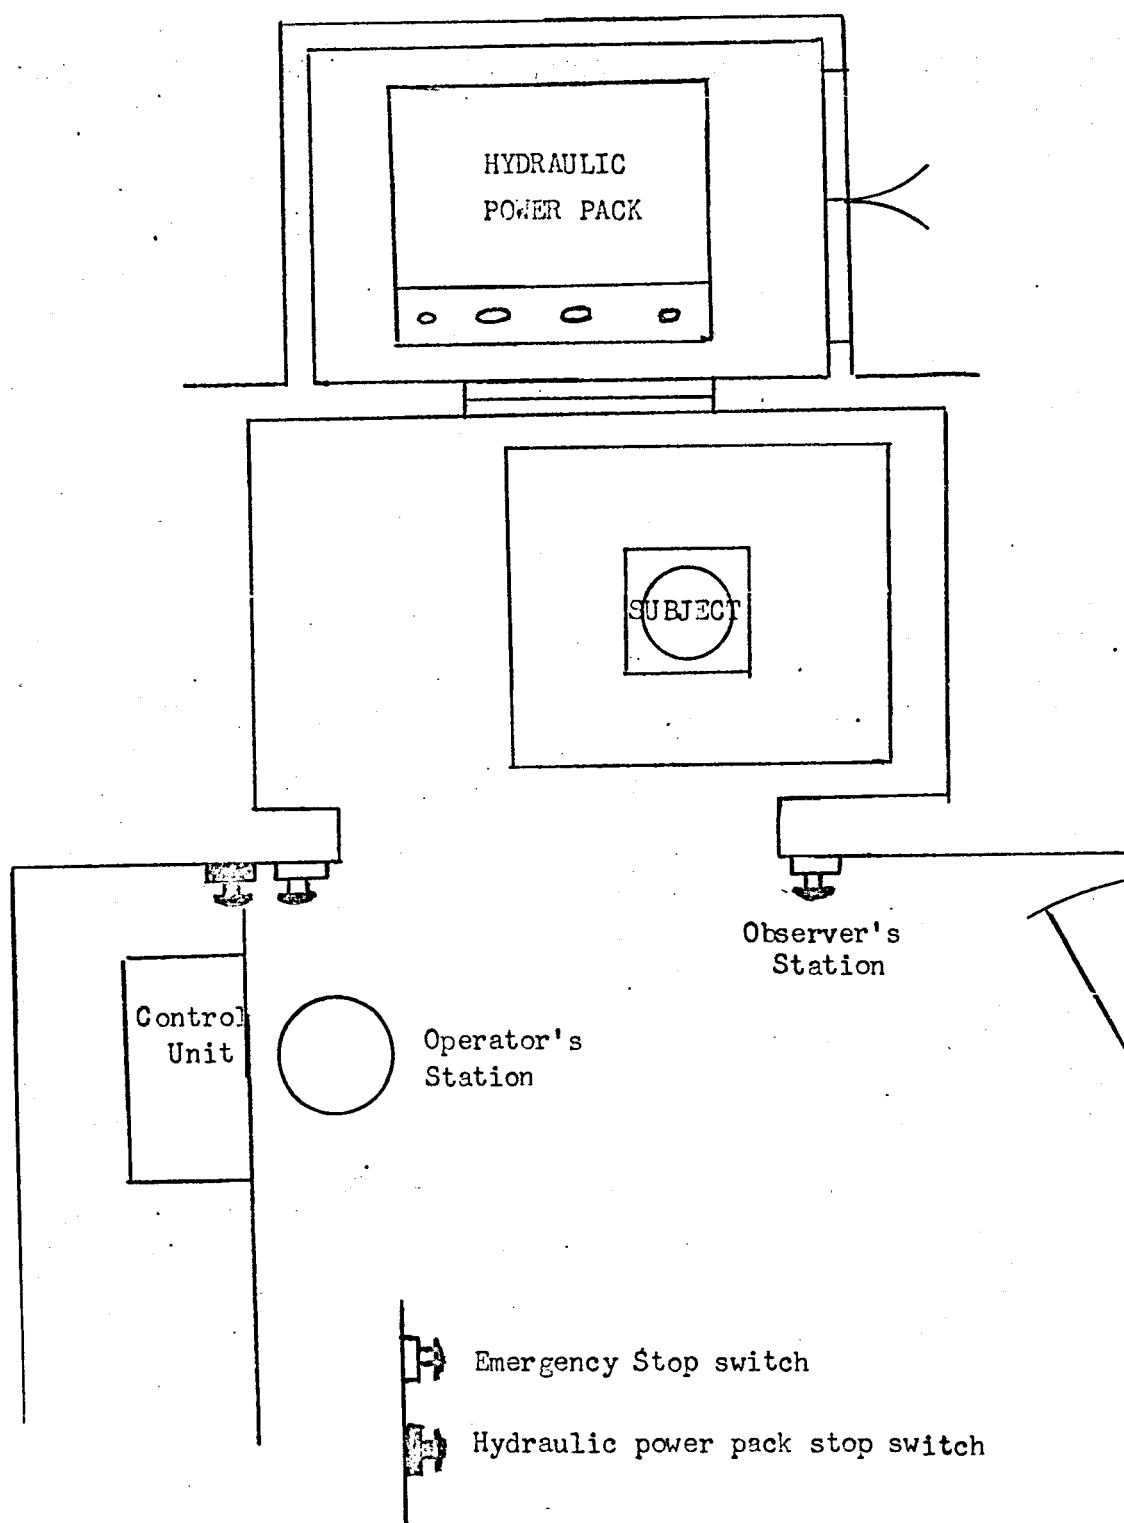 HYDRAULIC
POWER PACK
SUBJECT
Observer's
Station
Control
Unit
Operator's
Station
Emergency Stop switch
Hydraulic power pack stop switch